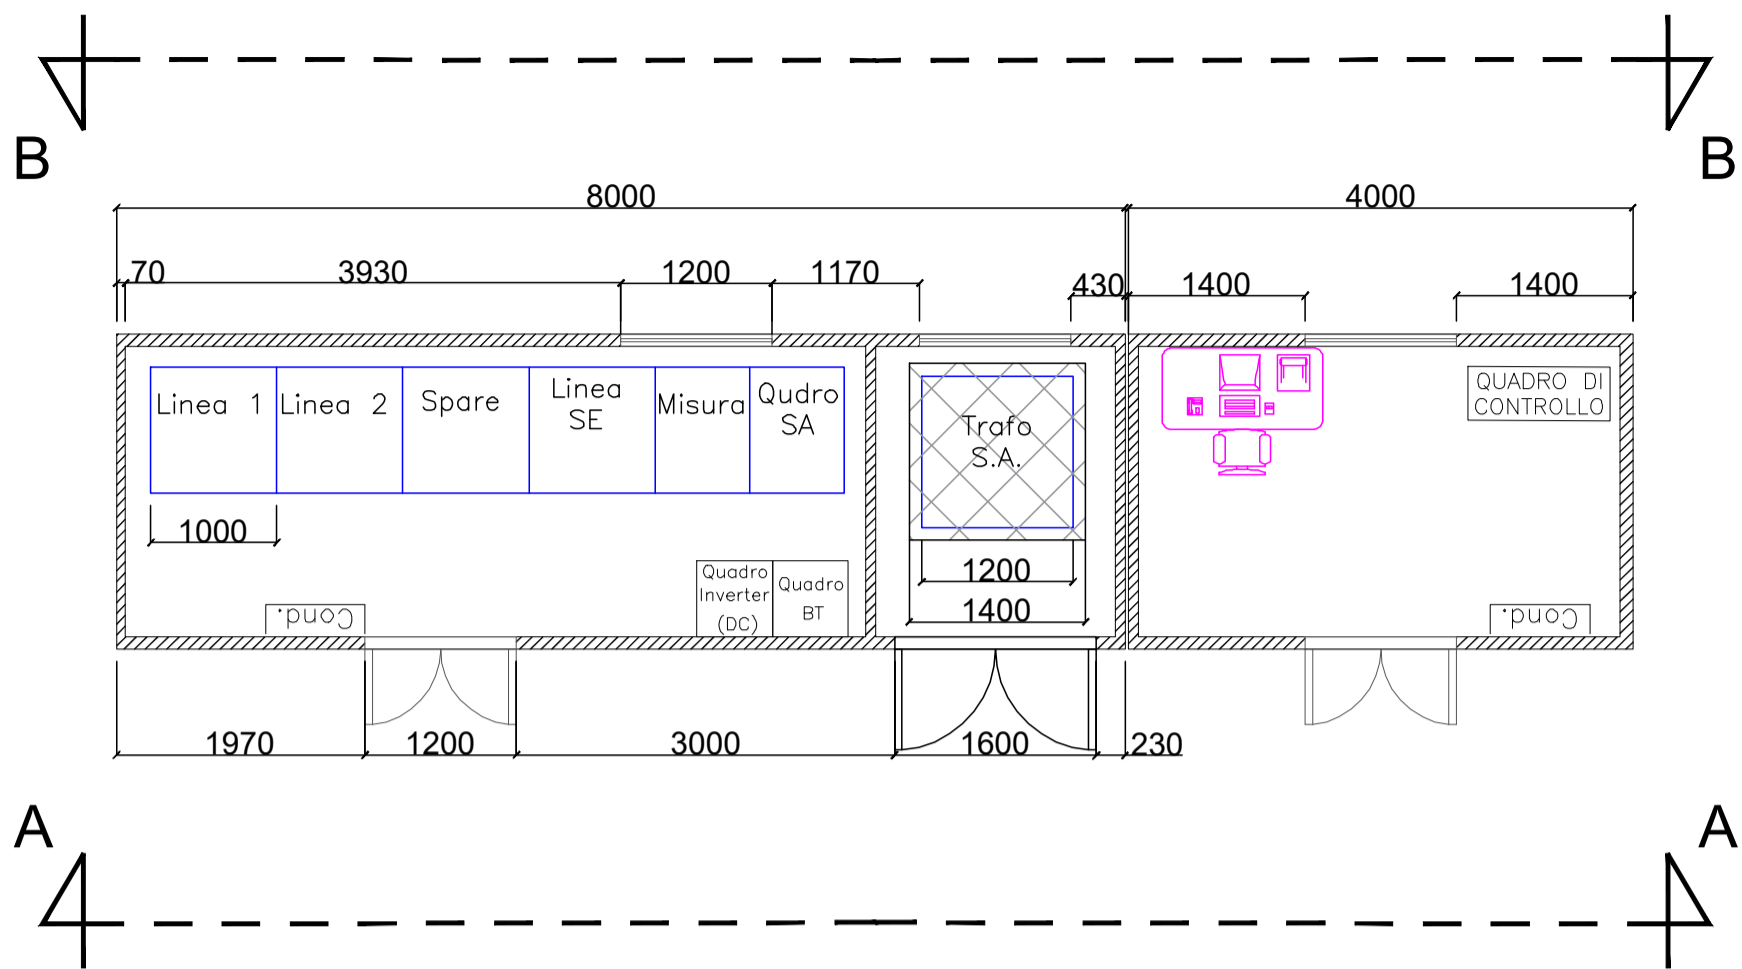 B
B
8000
4000
70
3930
1200
1170
430
1400
1400
Linea 1
Linea 2
Spare
Linea
SE
Misura
Qudro
SA
Trafo
S.A.
QUADRO DI
CONTROLLO
1000
1200
1400
Quadro
Inverter
(DC)
Quadro
BT
Cond.
Cond.
1970
1200
3000
1600
230
A
A